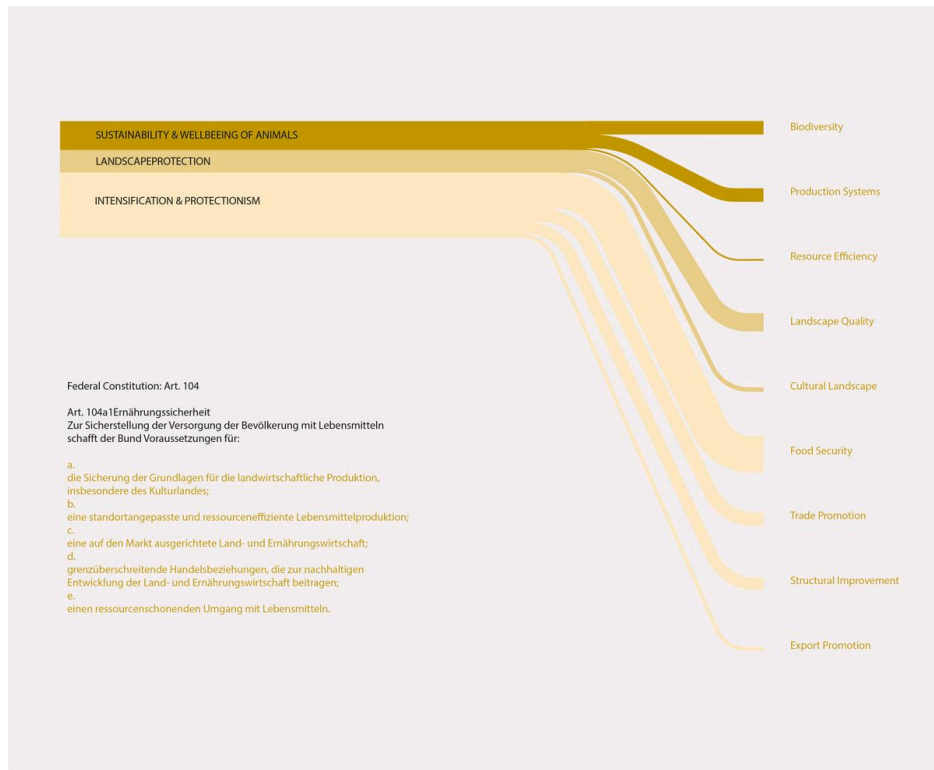 SUSTAINABILITY & WELLBEEING OF ANIMALS
LANDSCAPEPROTECTION
INTENSIFICATION & PROTECTIONISM
Biodiversity
Production Systems
Resource Efficiency
Landscape Quality
Cultural Landscape
Food Security
Trade Promotion
Structural Improvement
Export Promotion
Federal Constitution: Art. 104
Art. 104a1Ernährungssicherheit
Zur Sicherstellung der Versorgung der Bevölkerung mit Lebensmitteln
schafft der Bund Voraussetzungen für:
a.
die Sicherung der Grundlagen für die landwirtschaftliche Produktion,
insbesondere des Kulturlandes;
b.
eine standortangepasste und ressourceneffiziente Lebensmittelproduktion;
c.
eine auf den Markt ausgerichtete Land- und Ernährungswirtschaft;
d.
grenzüberschreitende Handelsbeziehungen, die zur nachhaltigen
Entwicklung der Land- und Ernährungswirtschaft beitragen;
e.
einen ressourcenschonenden Umgang mit Lebensmitteln.